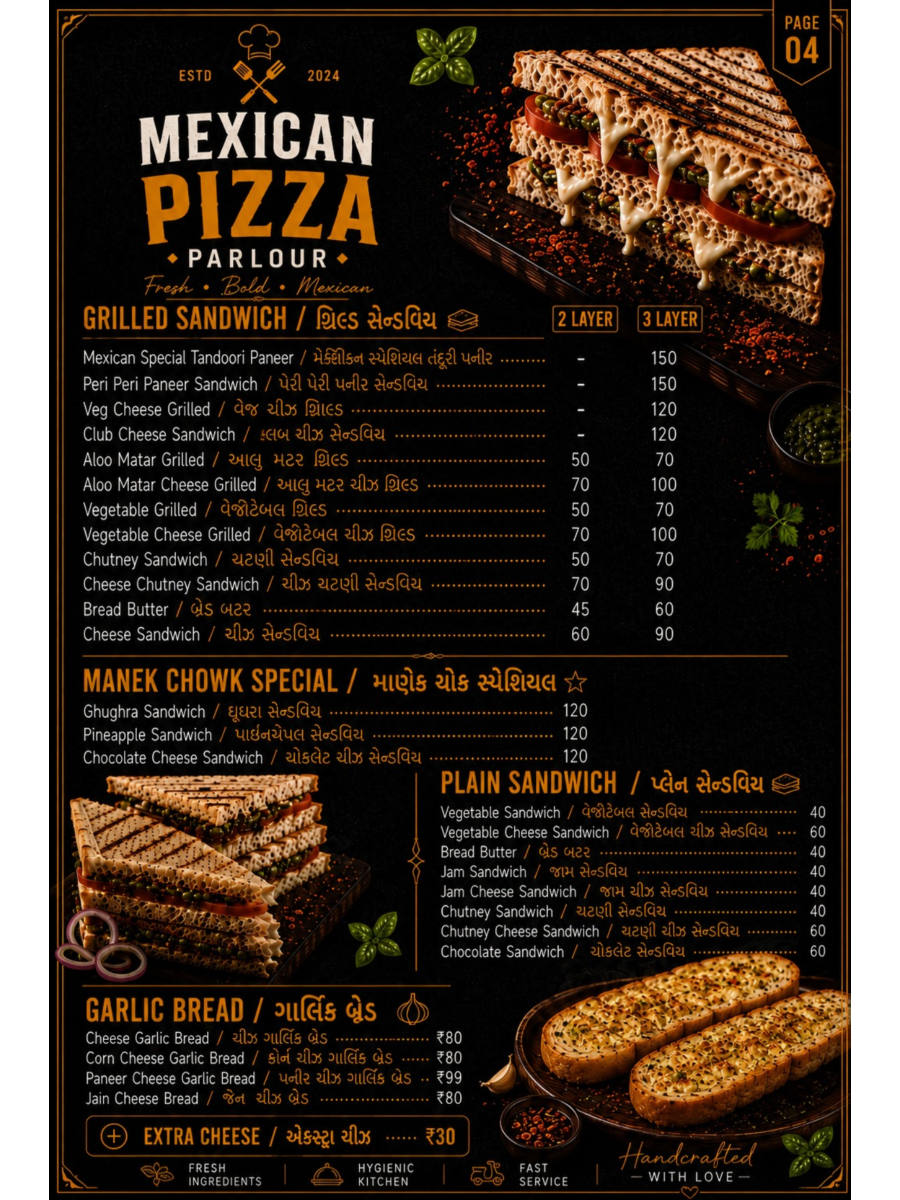 PAGE
04
ESTD 2024
MEXICAN
PIZZA
PARLOUR
Fresh • Bold • Mexican
GRILLED SANDWICH / ગ્રિલ્ડ સેન્ડવિચ 2 LAYER 3 LAYER
Mexican Special Tandoori Paneer / સ્પેશિયલ તંદૂરી પનીર ......... - 150
Peri Peri Paneer Sandwich / પેરી પેરી પનીર સેન્ડવિચ ......... - 150
Veg Cheese Grilled / વેજ ચીઝ ગ્રિલ્ડ ......... - 120
Club Cheese Sandwich / ક્લબ ચીઝ સેન્ડવિચ ......... - 120
Aloo Matar Grilled / આલુ મટર ગ્રિલ્ડ ......... 50 70
Aloo Matar Cheese Grilled / આલુ મટર ચીઝ ગ્રિલ્ડ ......... 70 100
Vegetable Grilled / વેજીટેબલ ગ્રિલ્ડ ......... 50 70
Vegetable Cheese Grilled / વેજીટેબલ ચીઝ ગ્રિલ્ડ ......... 70 100
Chutney Sandwich / ચટણી સેન્ડવિચ ......... 50 70
Cheese Chutney Sandwich / ચીઝ ચટણી સેન્ડવિચ ......... 70 90
Bread Butter / બ્રેડ બટર ......... 45 60
Cheese Sandwich / ચીઝ સેન્ડવિચ ......... 60 90
MANEK CHOWK SPECIAL / માણેક ચોક સ્પેશિયલ
Ghughra Sandwich / ઘૂઘરા સેન્ડવિચ ......... 120
Pineapple Sandwich / પાઈનચેપલ સેન્ડવિચ ......... 120
Chocolate Cheese Sandwich / ચોકલેટ ચીઝ સેન્ડવિચ ......... 120
PLAIN SANDWICH / પ્લેન સેન્ડવિચ
Vegetable Sandwich / વેજીટેબલ સેન્ડવિચ ......... 40
Vegetable Cheese Sandwich / વેજીટેબલ ચીઝ સેન્ડવિચ .... 60
Bread Butter / બ્રેડ બટર ......... 40
Jam Sandwich / જામ સેન્ડવિચ ......... 40
Jam Cheese Sandwich / જામ ચીઝ સેન્ડવિચ ......... 40
Chutney Sandwich / ચટણી સેન્ડવિચ ......... 40
Chutney Cheese Sandwich / ચટણી ચીઝ સેન્ડવિચ ......... 60
Chocolate Sandwich / ચોકલેટ સેન્ડવિચ ......... 60
GARLIC BREAD / ગાર્લિક બ્રેડ
Cheese Garlic Bread / ચીઝ ગાર્લિક બ્રેડ ......... ₹80
Corn Cheese Garlic Bread / કોર્ન ચીઝ ગાર્લિક બ્રેડ ...... ₹80
Paneer Cheese Garlic Bread / પનીર ચીઝ ગાર્લિક બ્રેડ .. ₹99
Jain Cheese Bread / જૈન ચીઝ બ્રેડ ......... ₹80
EXTRA CHEESE / એકસ્ટ્રા ચીઝ ...... ₹30
FRESH INGREDIENTS
HYGIENIC KITCHEN
FAST SERVICE
Handcrafted
WITH LOVE